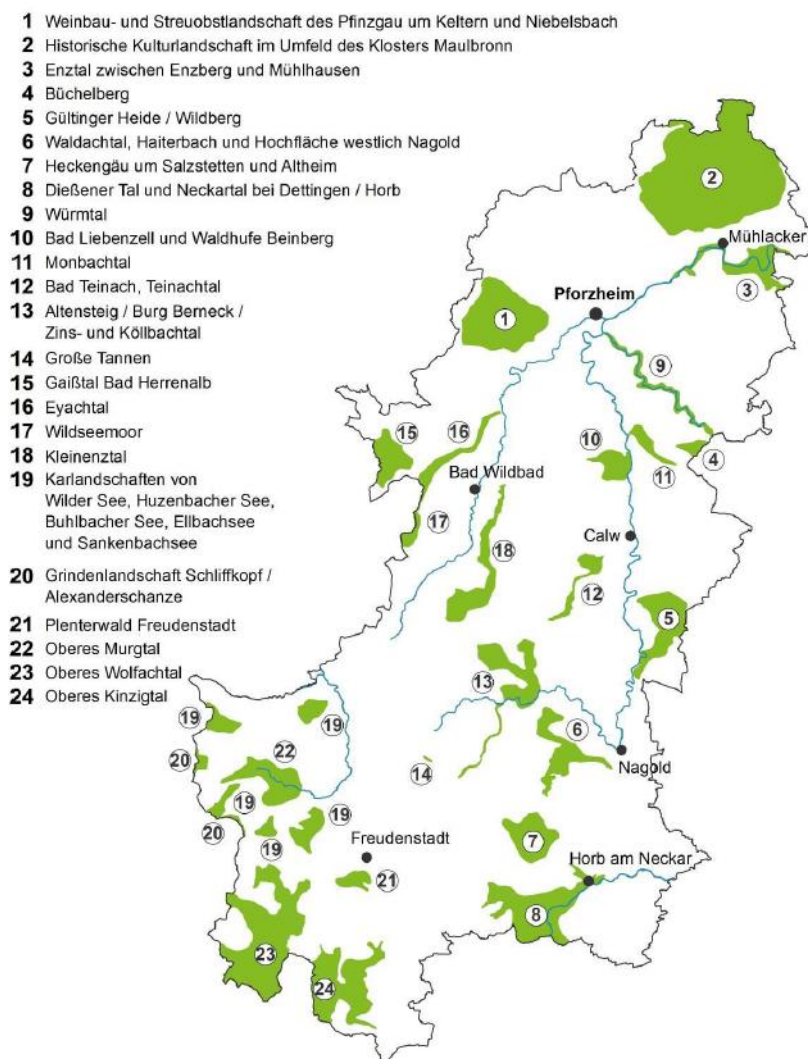 1 Weinbau- und Streuobstlandschaft des Pfinzgau um Keltern und Niebelsbach
2 Historische Kulturlandschaft im Umfeld des Klosters Maulbronn
3 Enztal zwischen Enzberg und Mühlhausen
4 Büchelberg
5 Gültinger Heide / Wildberg
6 Waldachtal, Haiterbach und Hochfläche westlich Nagold
7 Heckengäu um Salzstetten und Altheim
8 Dießener Tal und Neckartal bei Dettingen / Horb
9 Würmtal
10 Bad Liebenzell und Waldhufe Beinberg
11 Monbachtal
12 Bad Teinach, Teinachtal
13 Altensteig / Burg Berneck /
Zins- und Köllbachtal
14 Große Tannen
15 Gaißtal Bad Herrenalb
16 Eyachtal
17 Wildseemoor
18 Kleinenztal
19 Karlandschaften von
Wilder See, Huzenbacher See,
Buhlbacher See, Ellbachsee
und Sankenbachsee
20 Grindenlandschaft Schliffkopf /
Alexanderschanze
21 Plenterwald Freudenstadt
22 Oberes Murgtal
23 Oberes Wolfachtal
24 Oberes Kinzigtal
2
Mühlacker
3
Pforzheim
1
9
15
16
10
4
11
Bad Wildbad
17
Calw
18
12
5
13
19
19
6
22
20
Nagold
14
19
19
20
7
19
Freudenstadt
Horb am Neckar
21
8
23
24